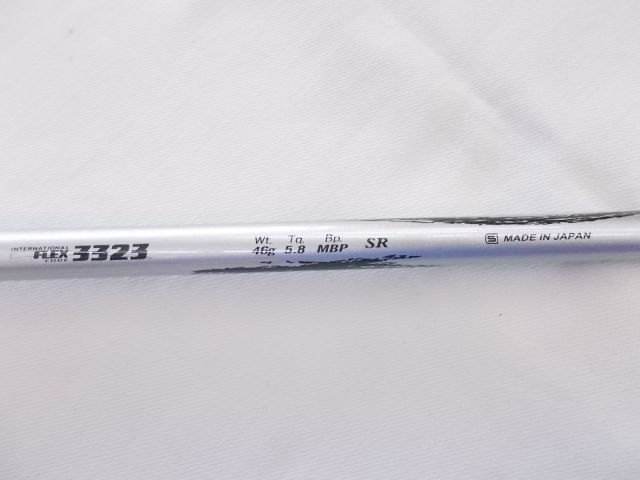 INTERNATIONAL
FLEX
CODE
3323
Wt. Tq. Bp.
46g 5.8 MBP SR
S MADE IN JAPAN